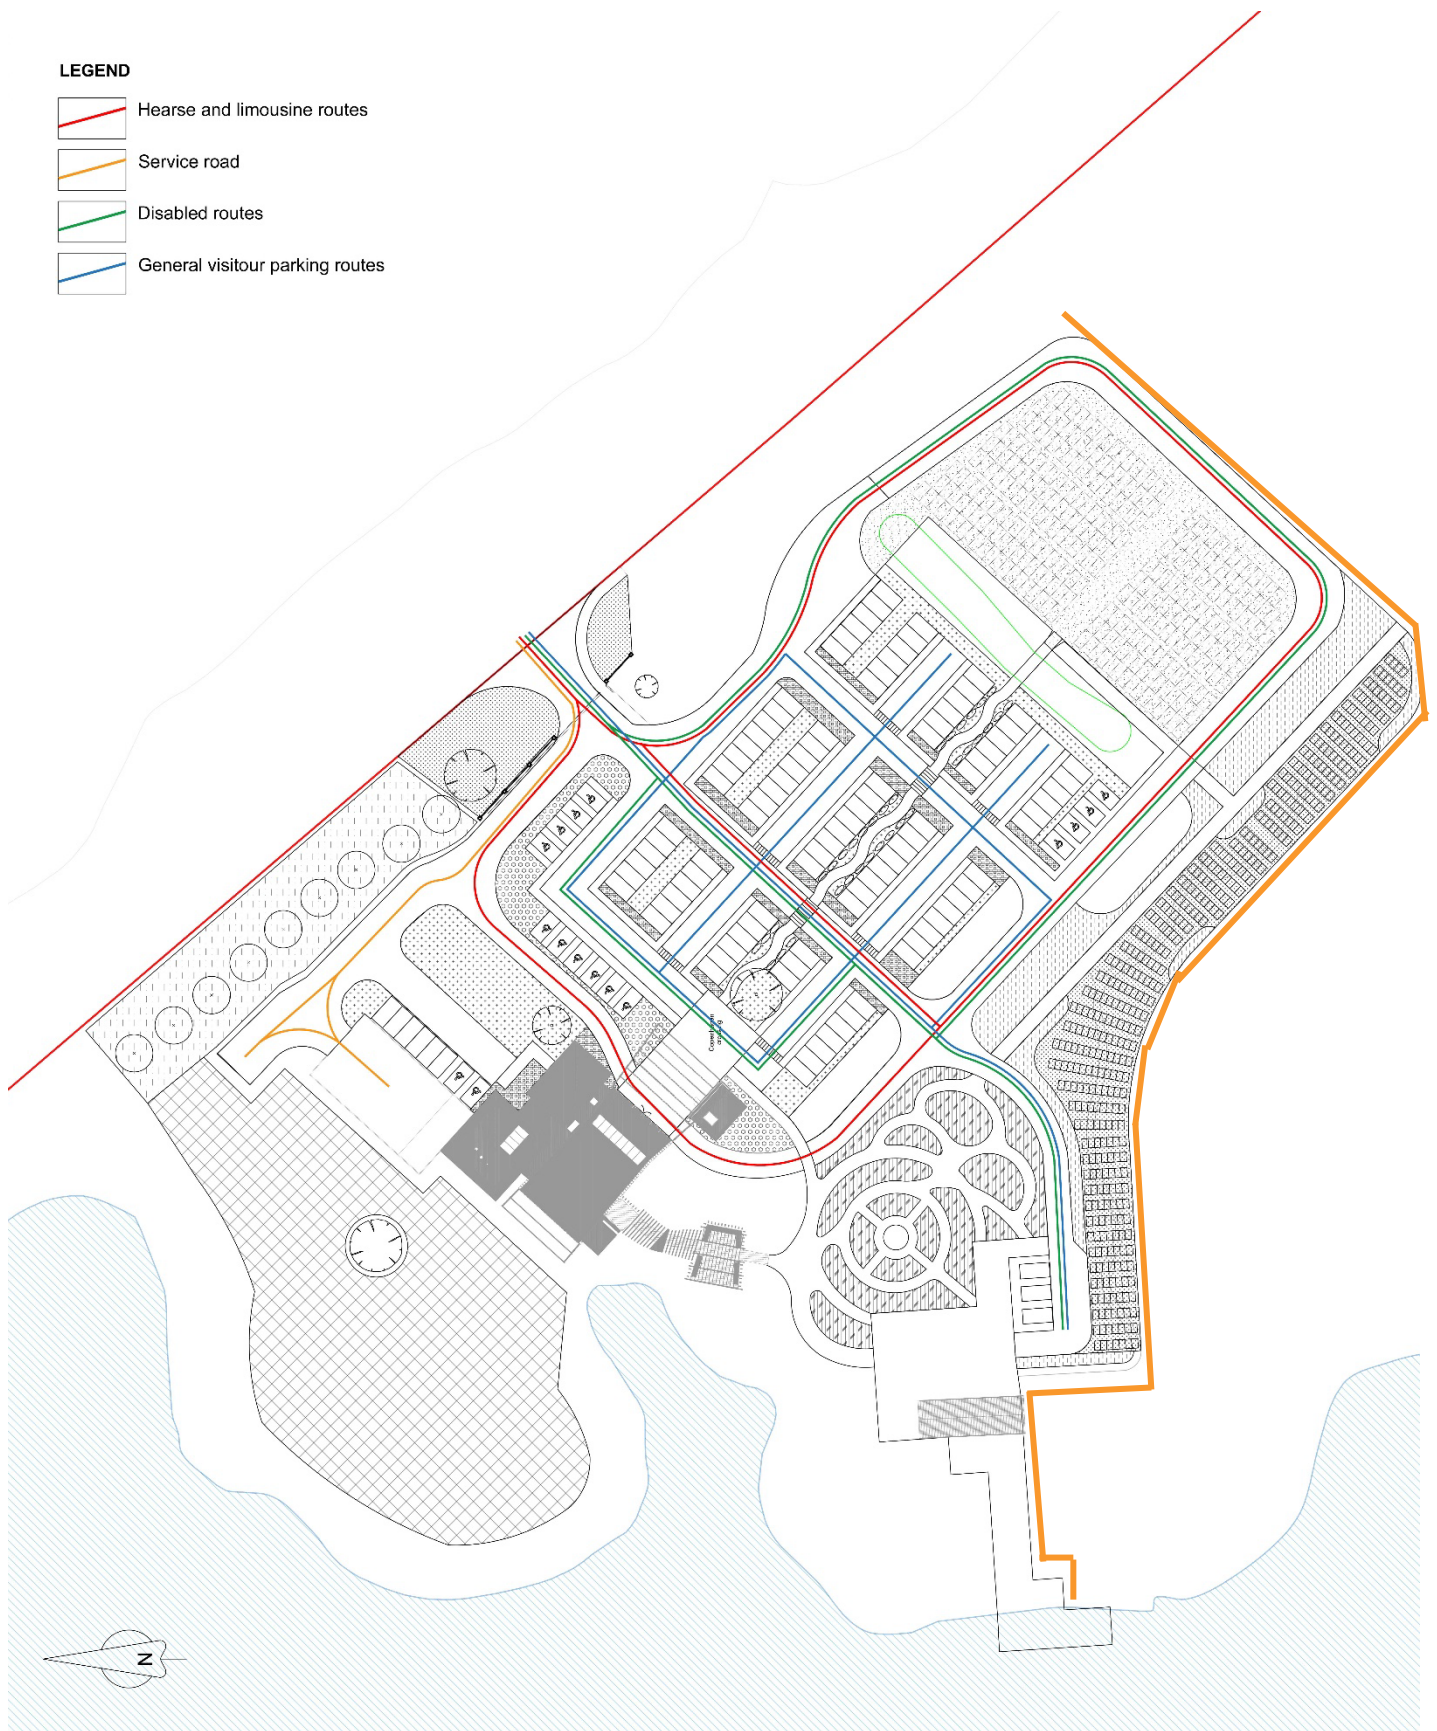 LEGEND
Hearse and limousine routes
Service road
Disabled routes
General visitour parking routes
N